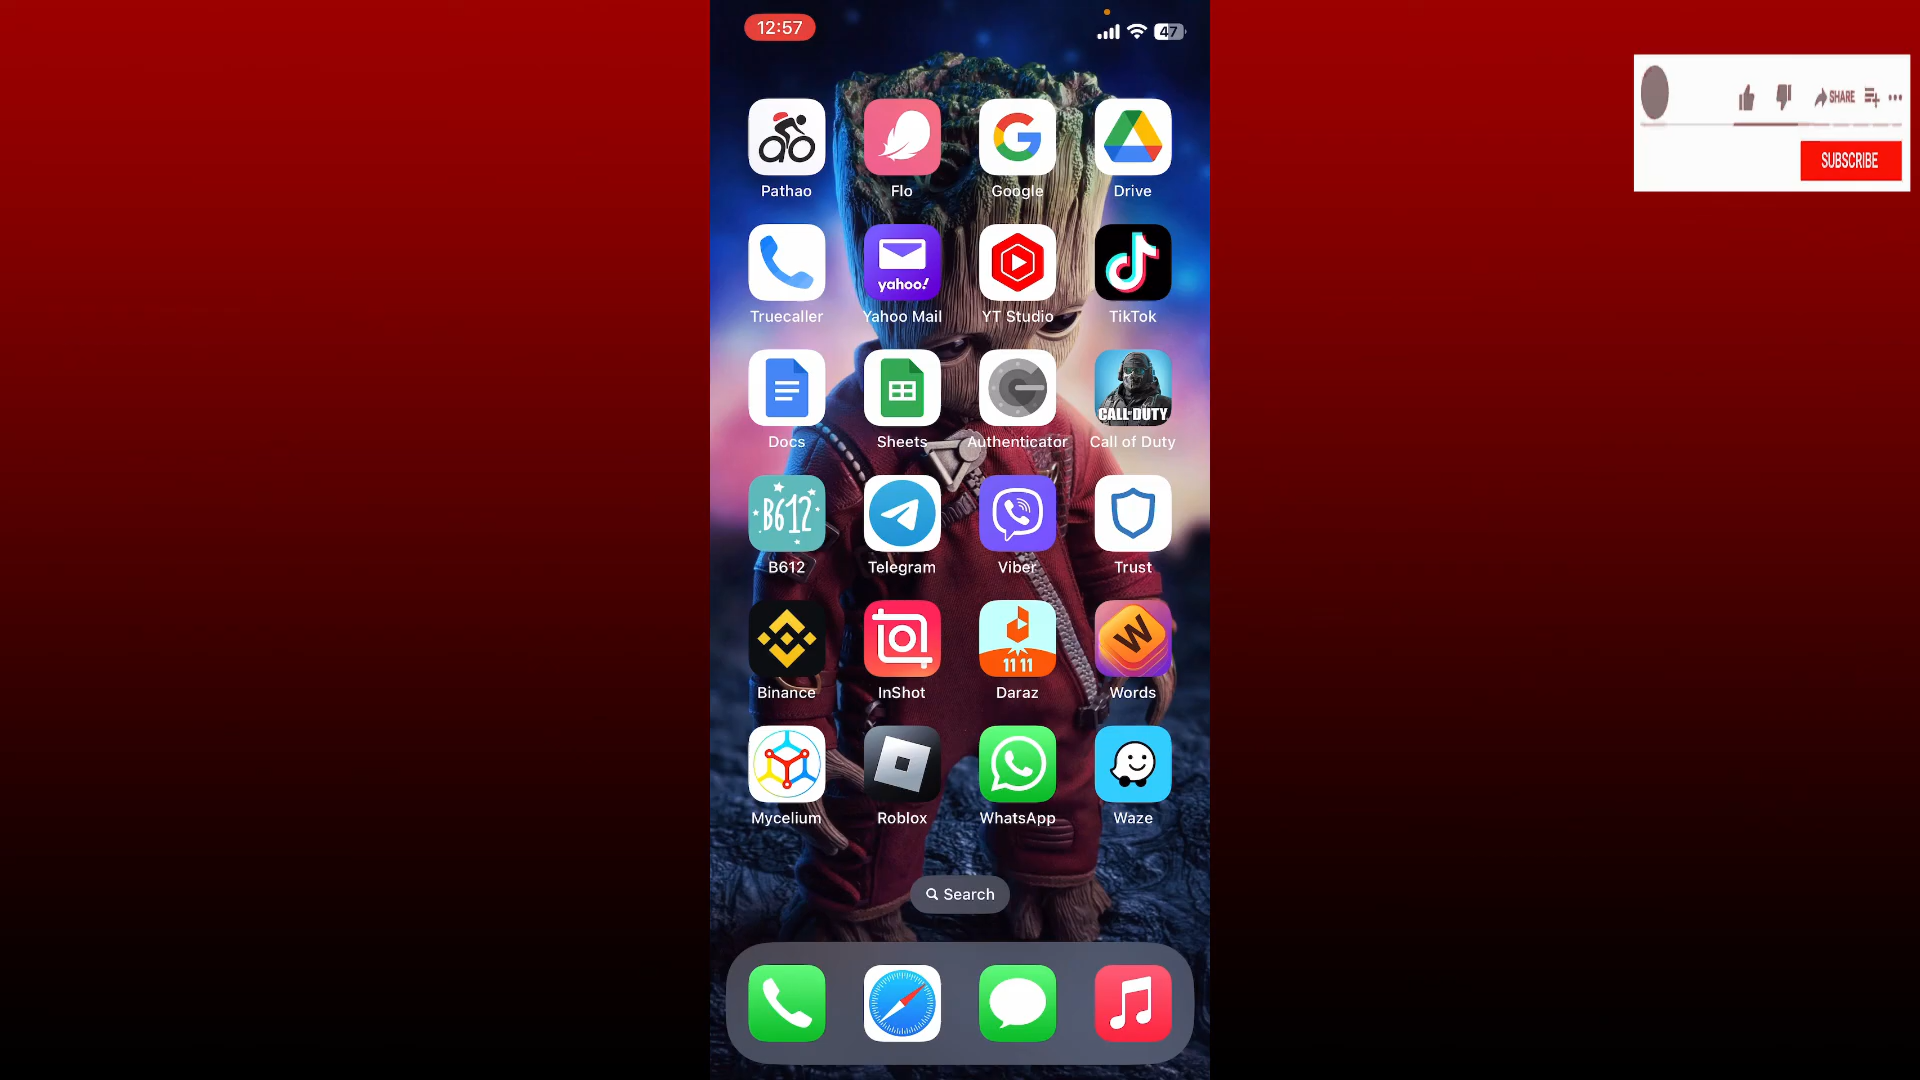 12:57
47
SHARE
SUBSCRIBE
Pathao
Flo
Google
Drive
yahoo!
Truecaller
Yahoo Mail
YT Studio
TikTok
CALL OF DUTY
Docs
Sheets
Authenticator
Call of Duty
B612
B612
Telegram
Viber
Trust
11 11
W
Binance
InShot
Daraz
Words
Mycelium
Roblox
WhatsApp
Waze
Search